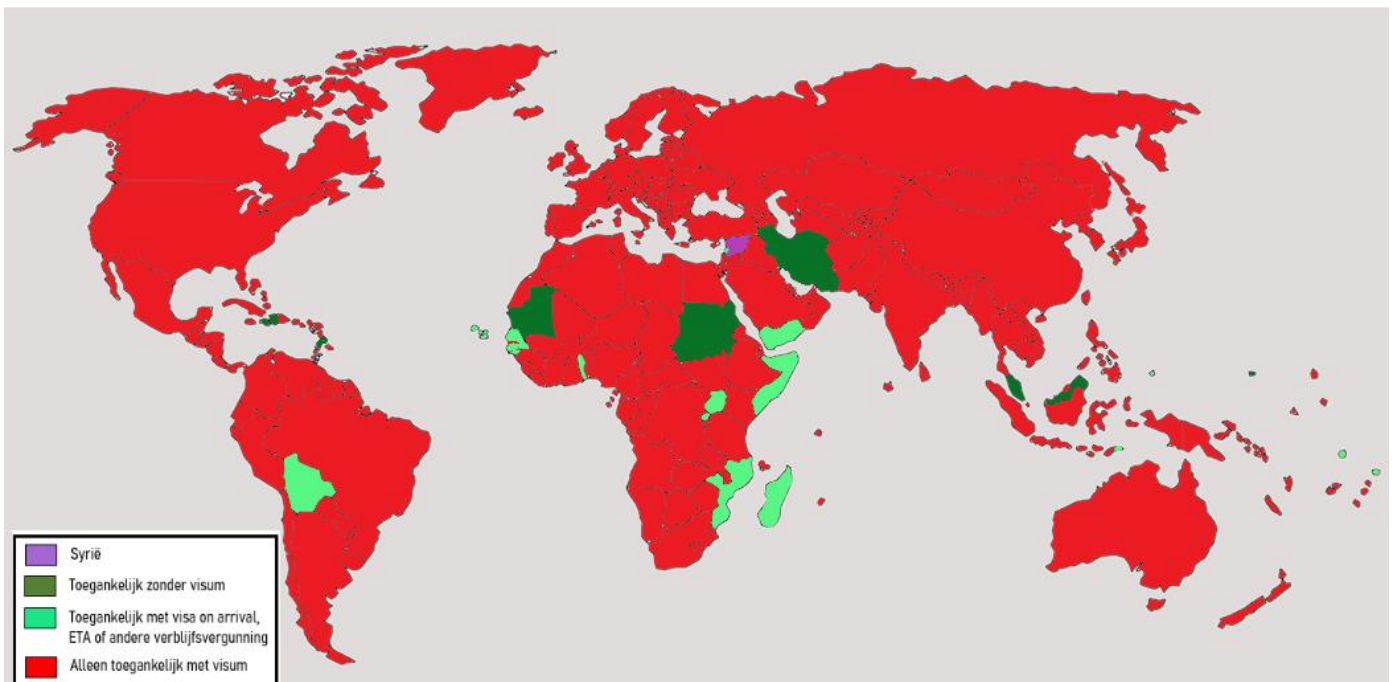 Syrië
Toegankelijk zonder visum
Toegankelijk met visa on arrival,
ETA of andere verblijfsvergunning
Alleen toegankelijk met visum